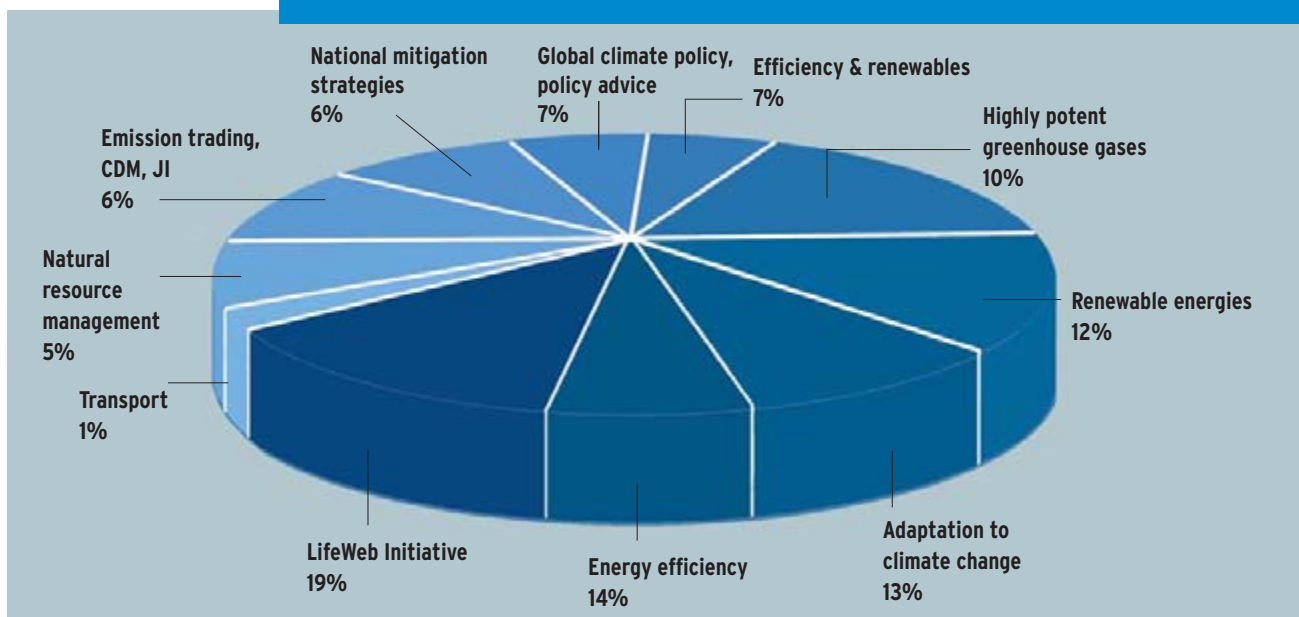 National mitigation
strategies
6%
Global climate policy,
policy advice
7%
Efficiency & renewables
7%
Highly potent
greenhouse gases
10%
Emission trading,
CDM, JI
6%
Natural
resource
management
5%
Renewable energies
12%
Transport
1%
LifeWeb Initiative
19%
Energy efficiency
14%
Adaptation to
climate change
13%